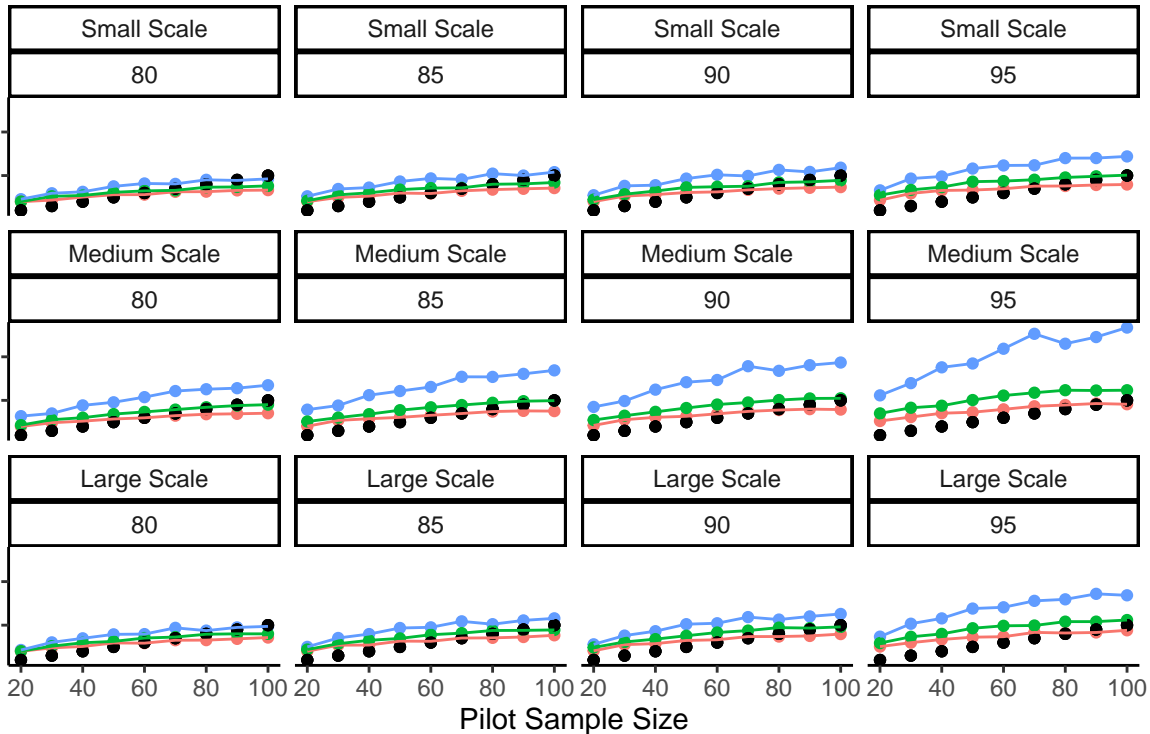 Small Scale Small Scale Small Scale Small Scale
80 85 90 95
Medium Scale Medium Scale Medium Scale Medium Scale
80 85 90 95
Large Scale Large Scale Large Scale Large Scale
80 85 90 95
20 40 60 80 100 20 40 60 80 100 20 40 60 80 100 20 40 60 80 100
Pilot Sample Size